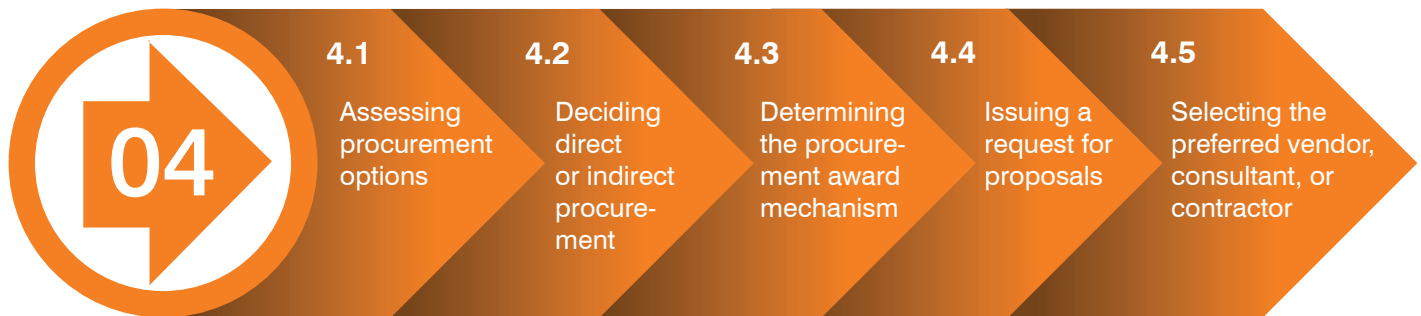 04
4.1
Assessing
procurement
options
4.2
Deciding
direct
or indirect
procure-
ment
4.3
Determining
the procure-
ment award
mechanism
4.4
Issuing a
request for
proposals
4.5
Selecting the
preferred vendor,
consultant, or
contractor